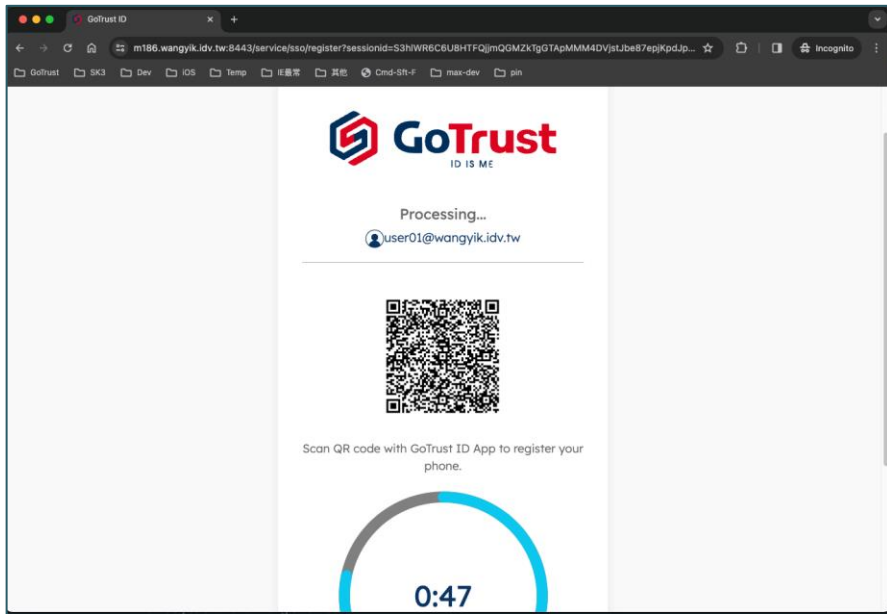 GoTrust ID
m186.wangyik.idv.tw:8443/service/sso/register?sessionid=S3hIWR6C6U8HTFQjjmQGMZkTgGTApMMM4DVjstJbe87epjKpdJp...
Incognito
GoTrust
SK3
Dev
iOS
Temp
IE最常
其他
Cmd-Sft-F
max-dev
pin
GoTrust
ID IS ME
Processing...
user01@wangyik.idv.tw
Scan QR code with GoTrust ID App to register your
phone.
0:47